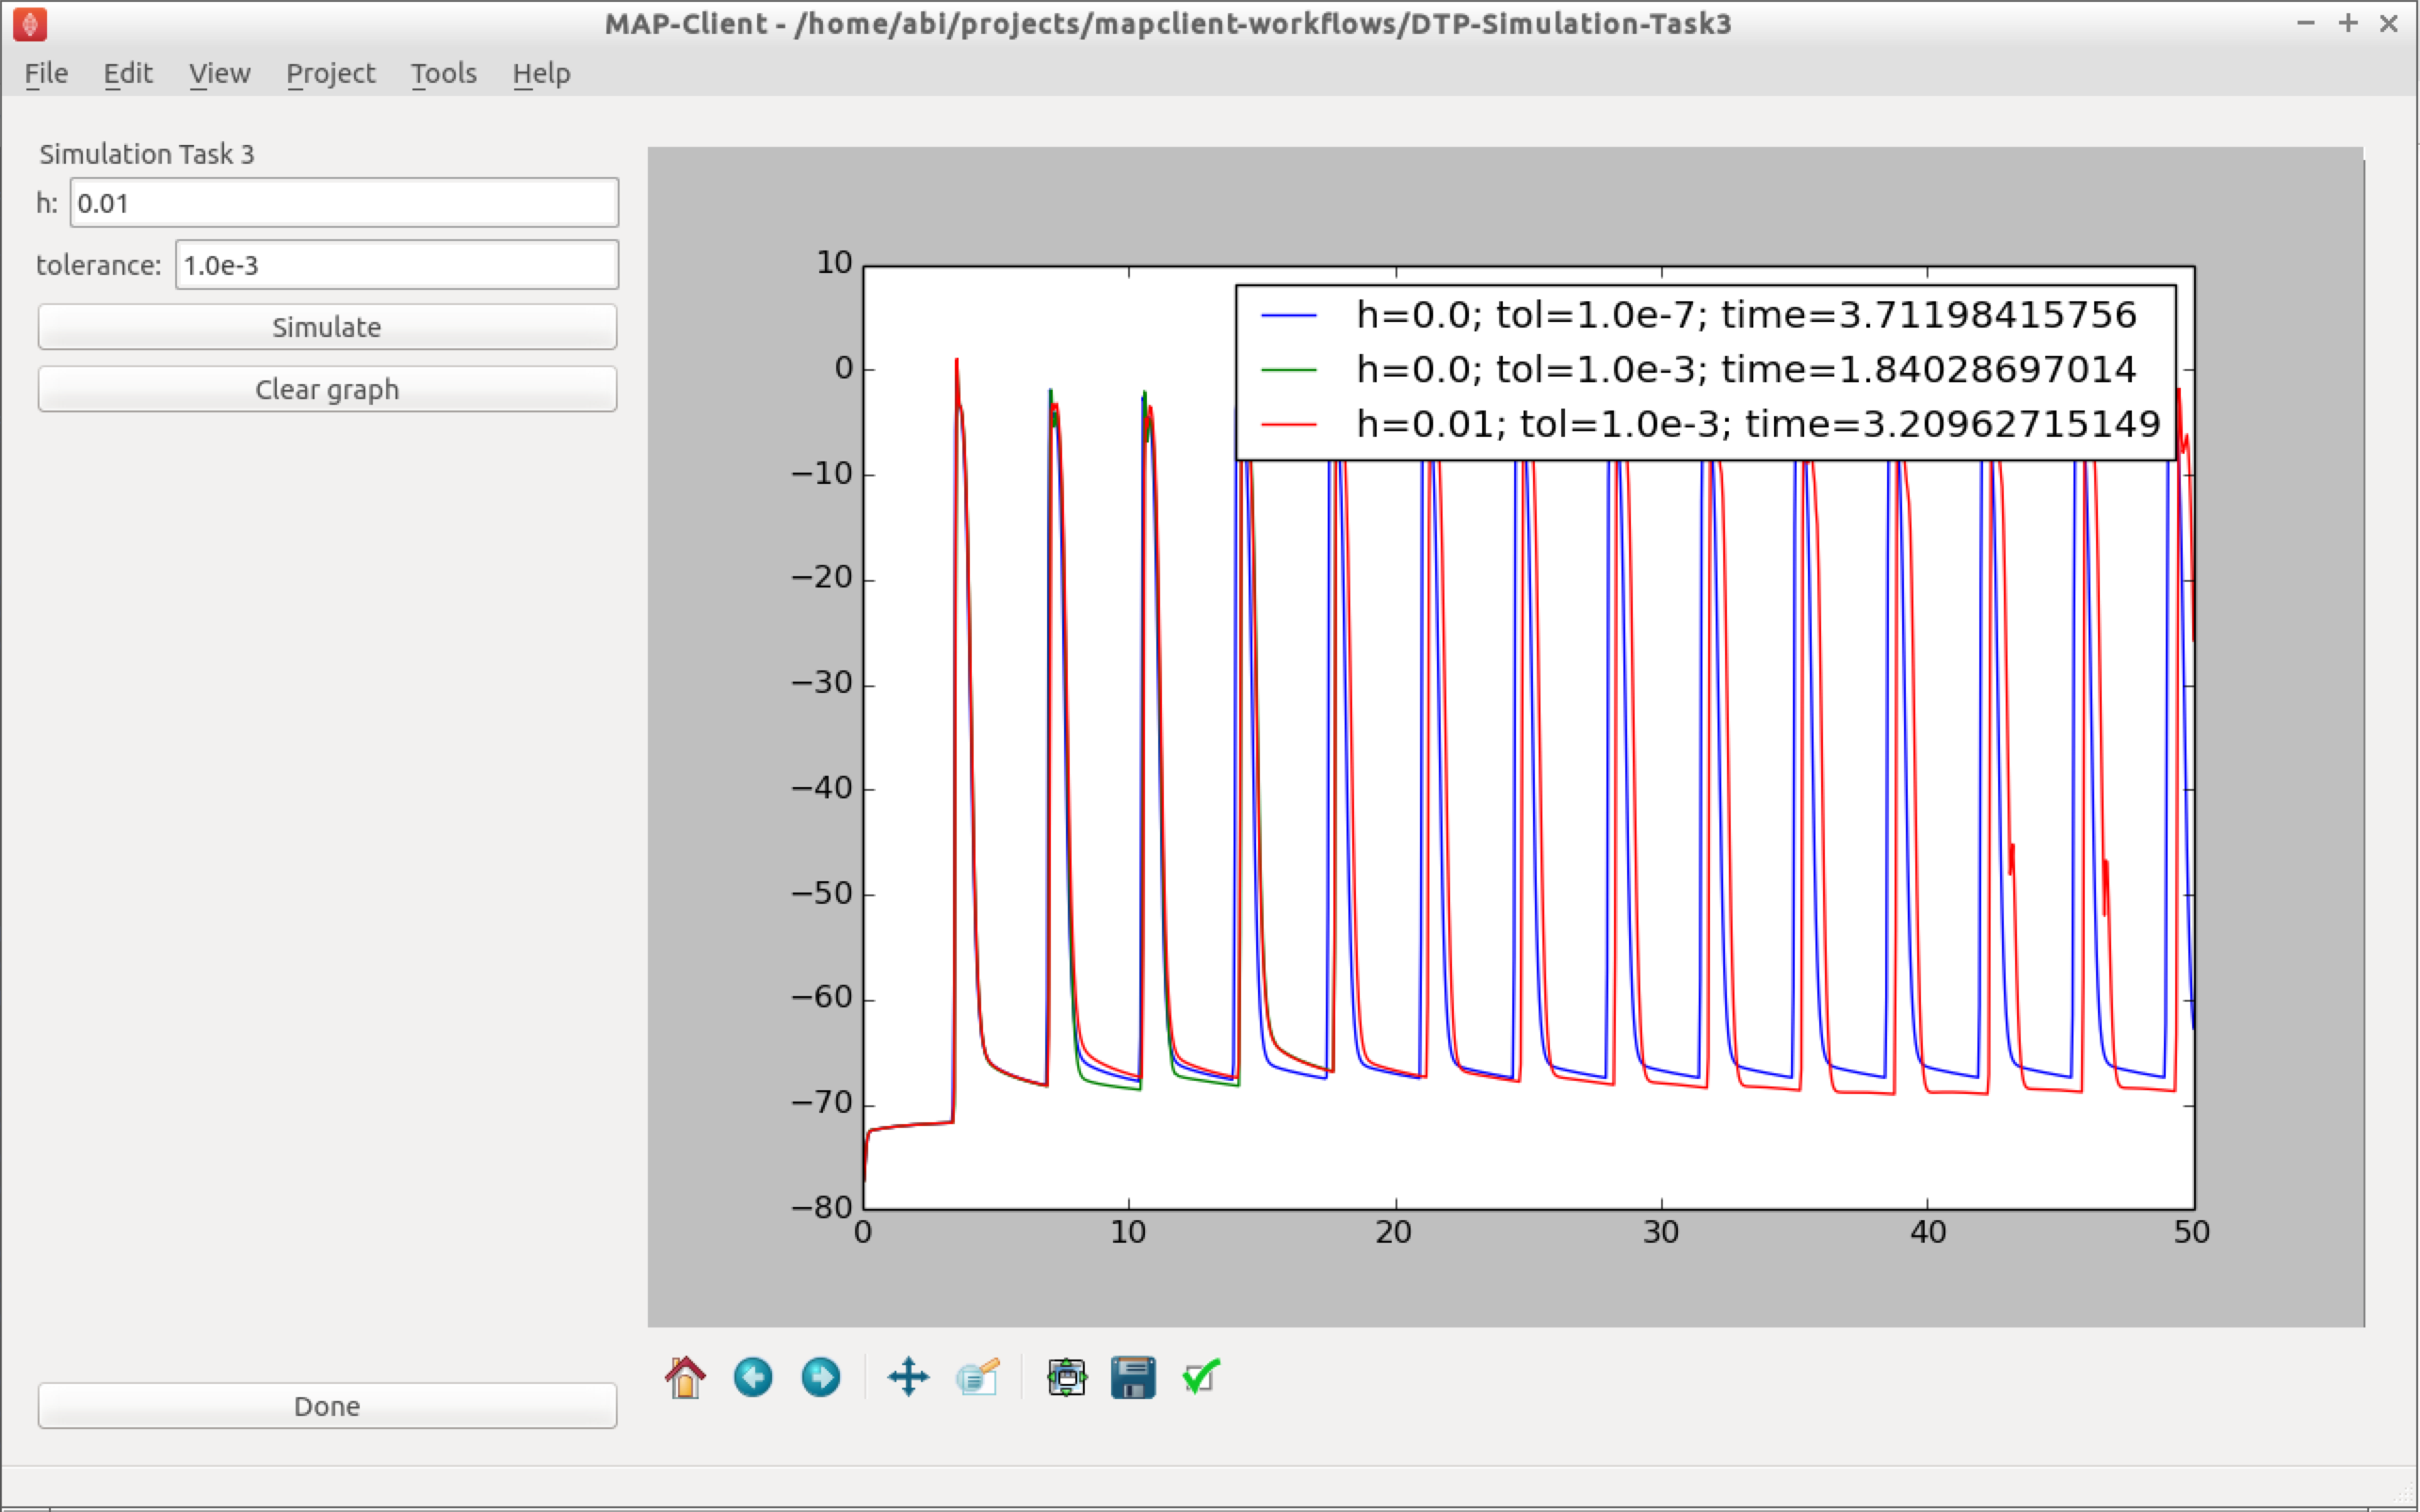 MAP-Client - /home/abi/projects/mapclient-workflows/DTP-Simulation-Task3
File Edit View Project Tools Help
Simulation Task 3
h: 0.01
tolerance: 1.0e-3
Simulate
Clear graph
Done
h=0.0; tol=1.0e-7; time=3.71198415756
h=0.0; tol=1.0e-3; time=1.84028697014
h=0.01; tol=1.0e-3; time=3.20962715149
10
0
−10
−20
−30
−40
−50
−60
−70
−80
0 10 20 30 40 50